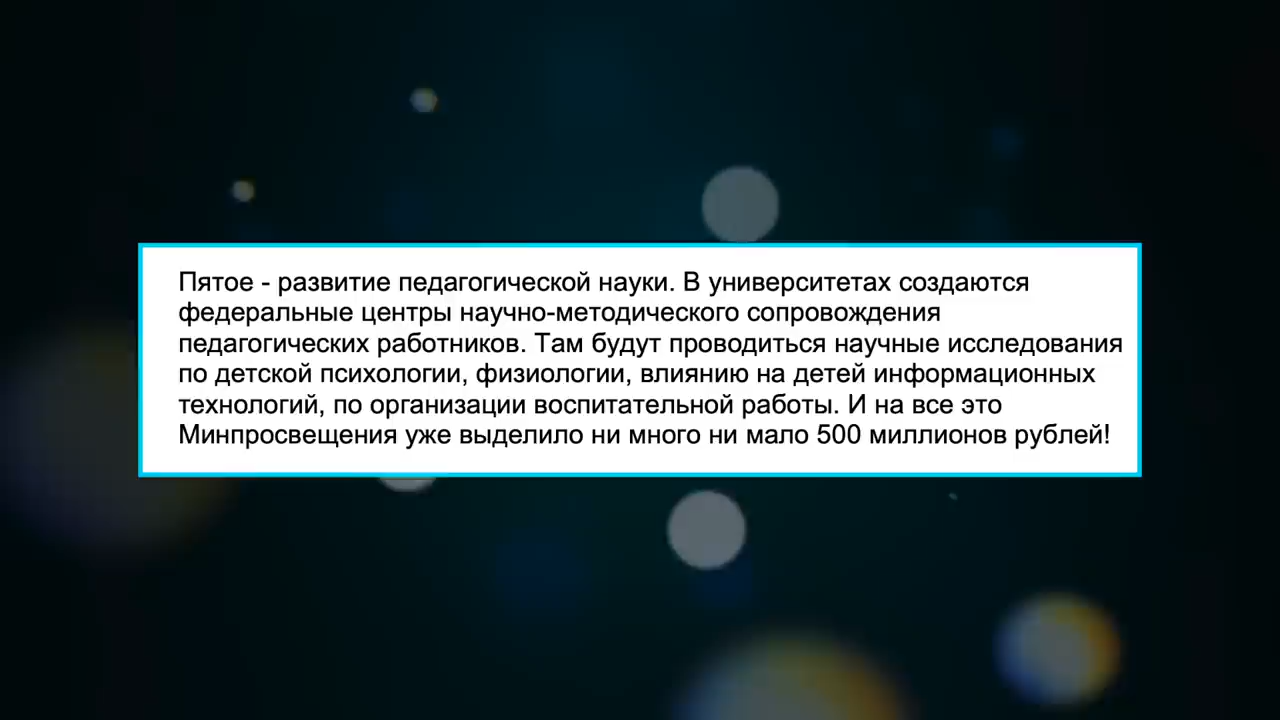 Пятое - развитие педагогической науки. В университетах создаются
федеральные центры научно-методического сопровождения
педагогических работников. Там будут проводиться научные исследования
по детской психологии, физиологии, влиянию на детей информационных
технологий, по организации воспитательной работы. И на все это
Минпросвещения уже выделило ни много ни мало 500 миллионов рублей!